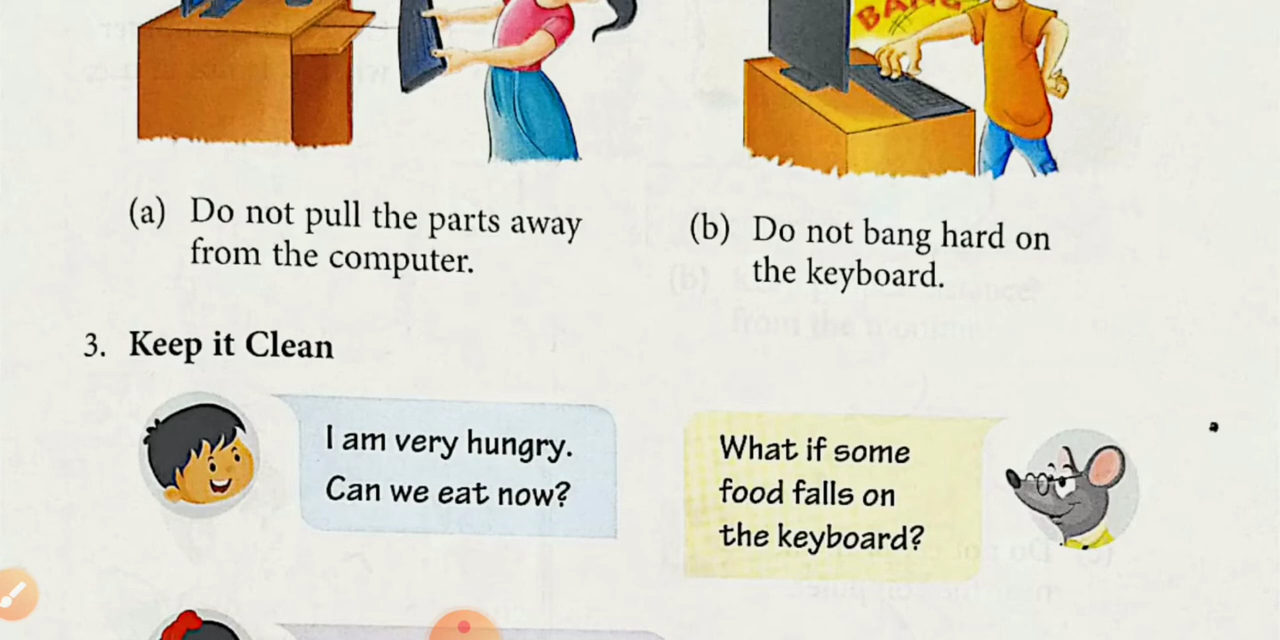 BANG
(a) Do not pull the parts away
from the computer.
(b) Do not bang hard on
the keyboard.
3. Keep it Clean
I am very hungry.
Can we eat now?
What if some
food falls on
the keyboard?